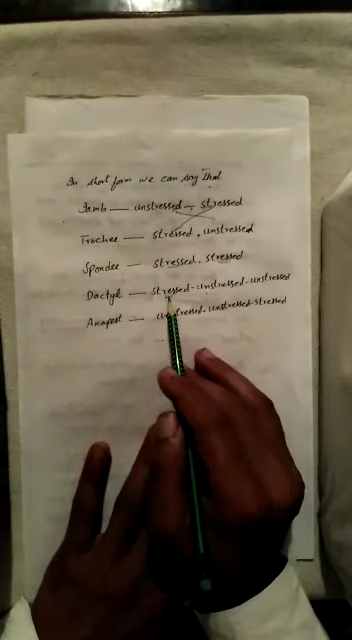 In short form we can say that
Iamb — unstressed — stressed
Trochee — stressed, unstressed
Spondee — stressed, stressed
Dactyl — stressed - unstressed - unstressed
Anapest — unstressed - unstressed - stressed